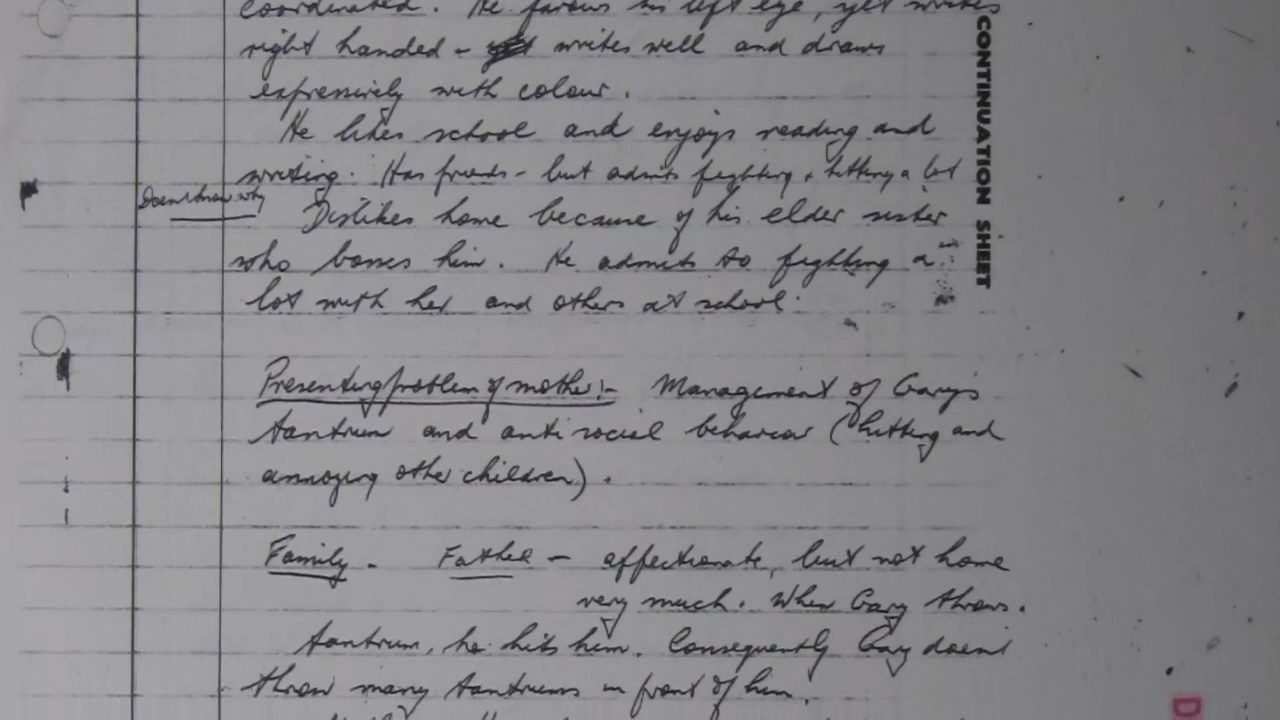 coordinated. He favours his left eye, yet writes
right handed - writes well and draws
expressively with colour.
He likes school and enjoys reading and
writing. Has friends - but admits fighting + hitting a lot
Doesn't know why
Dislikes home because of his elder sister
who bosses him. He admits to fighting a
lot with her and others at school.
Presenting problem of mother:- Management of Gary's
tantrum and anti social behaviour (hitting and
annoying other children).
Family. Father - affectionate, but not home
very much. When Gary throws
tantrum, he hits him. Consequently Gary doesn't
throw many tantrums in front of him.
CONTINUATION SHEET
D